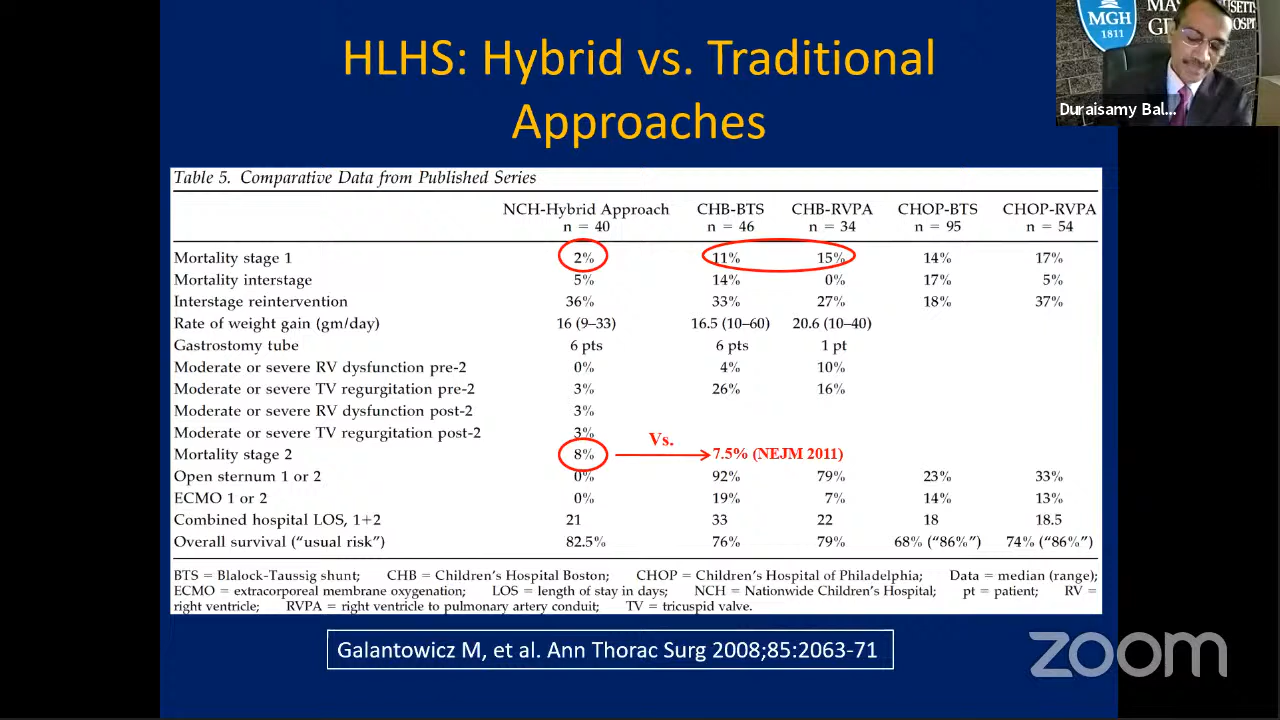 HLHS: Hybrid vs. Traditional
Approaches
MGH
1811
Duraisamy Bal...
Table 5. Comparative Data from Published Series
NCH-Hybrid Approach CHB-BTS CHB-RVPA CHOP-BTS CHOP-RVPA
n = 40 n = 46 n = 34 n = 95 n = 54
Mortality stage 1 2% 11% 15% 14% 17%
Mortality interstage 5% 14% 0% 17% 5%
Interstage reintervention 36% 33% 27% 18% 37%
Rate of weight gain (gm/day) 16 (9–33) 16.5 (10–60) 20.6 (10–40)
Gastrostomy tube 6 pts 6 pts 1 pt
Moderate or severe RV dysfunction pre-2 0% 4% 10%
Moderate or severe TV regurgitation pre-2 3% 26% 16%
Moderate or severe RV dysfunction post-2 3%
Moderate or severe TV regurgitation post-2 3%
Vs.
Mortality stage 2 8% 7.5% (NEJM 2011)
Open sternum 1 or 2 0% 92% 79% 23% 33%
ECMO 1 or 2 0% 19% 7% 14% 13%
Combined hospital LOS, 1+2 21 33 22 18 18.5
Overall survival (“usual risk”) 82.5% 76% 79% 68% (“86%”) 74% (“86%”)
BTS = Blalock-Taussig shunt; CHB = Children's Hospital Boston; CHOP = Children's Hospital of Philadelphia; Data = median (range);
ECMO = extracorporeal membrane oxygenation; LOS = length of stay in days; NCH = Nationwide Children's Hospital; pt = patient; RV =
right ventricle; RVPA = right ventricle to pulmonary artery conduit; TV = tricuspid valve.
Galantowicz M, et al. Ann Thorac Surg 2008;85:2063-71
zoom